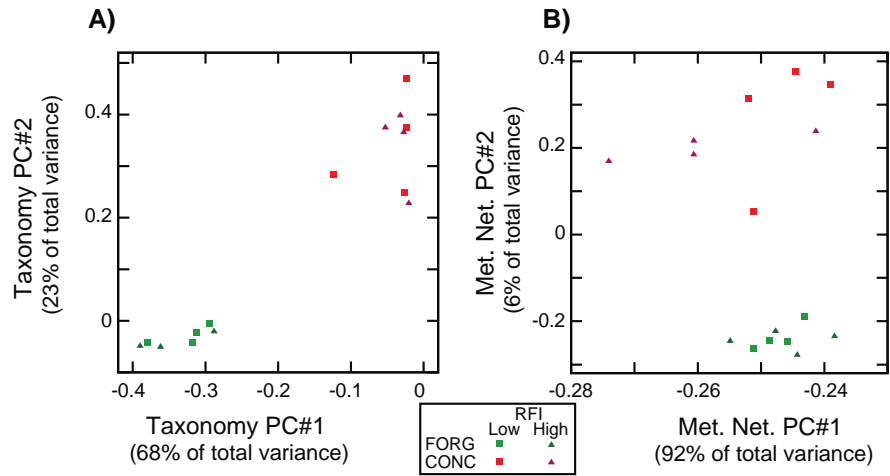 A)
Taxonomy PC#2
(23% of total variance)
0.4
0.2
0
-0.4
-0.3
-0.2
-0.1
0
Taxonomy PC#1
(68% of total variance)
B)
Met. Net. PC#2
(6% of total variance)
0.4
0.2
0
-0.2
-0.28
-0.26
-0.24
Met. Net. PC#1
(92% of total variance)
RFI
Low High
FORG
CONC